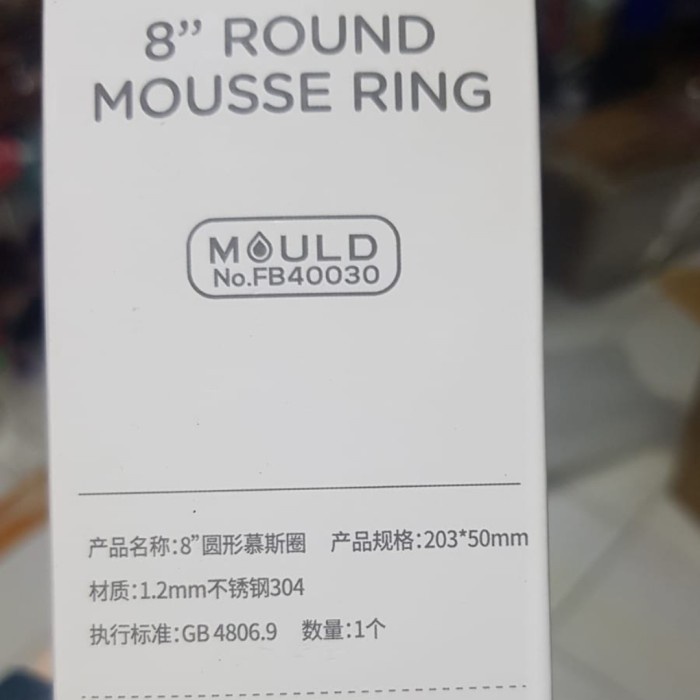 8” ROUND
MOUSSE RING
MOULD
No.FB40030
产品名称:8”圆形慕斯圈 产品规格:203*50mm
材质:1.2mm不锈钢304
执行标准:GB 4806.9 数量:1个